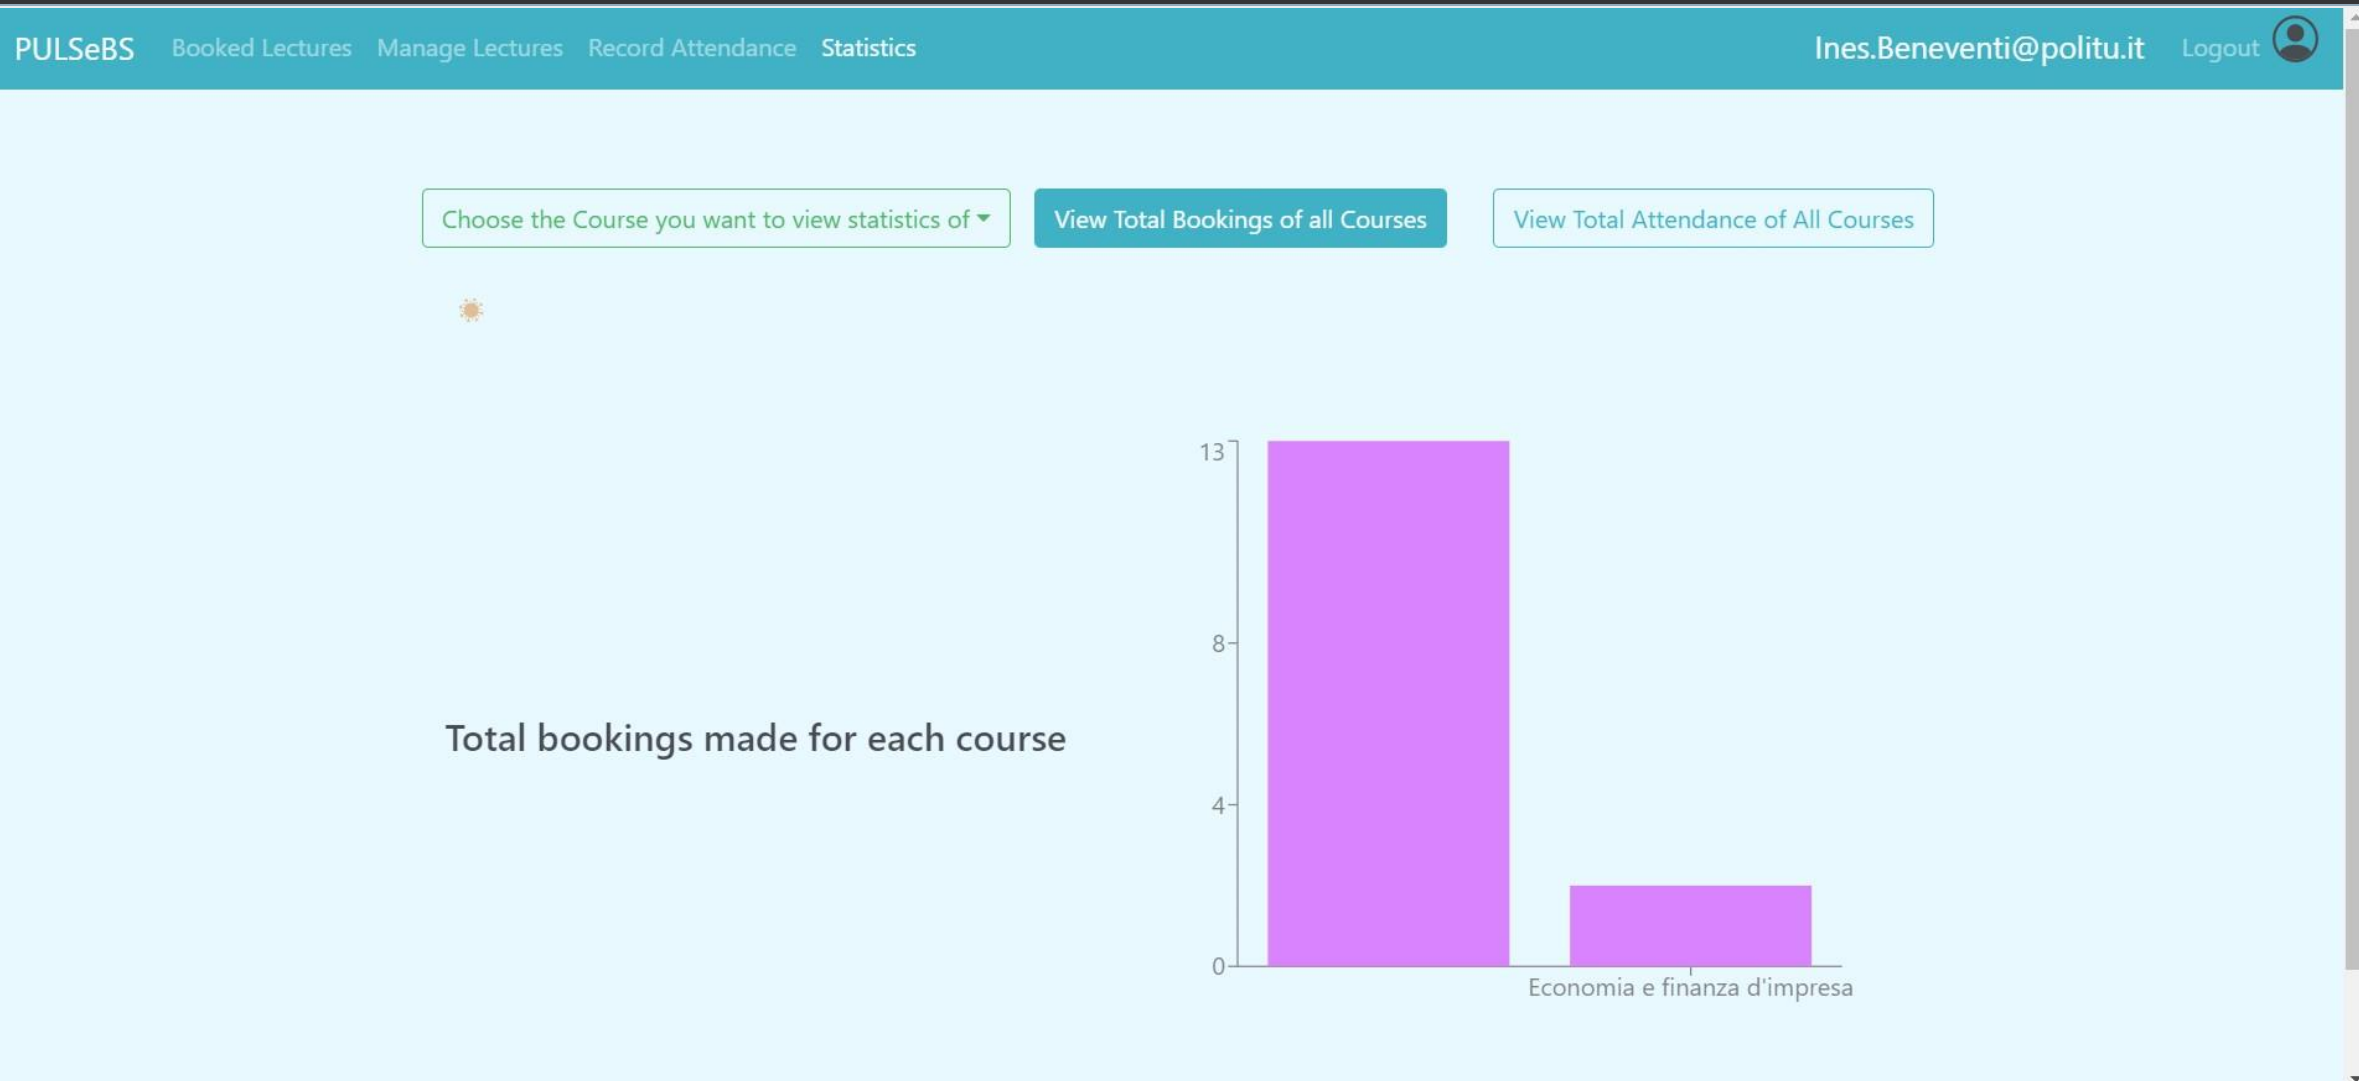 PULSeBS Booked Lectures Manage Lectures Record Attendance Statistics Ines.Beneventi@politu.it Logout
Choose the Course you want to view statistics of View Total Bookings of all Courses View Total Attendance of All Courses
Total bookings made for each course
13
8
4
0
Economia e finanza d'impresa